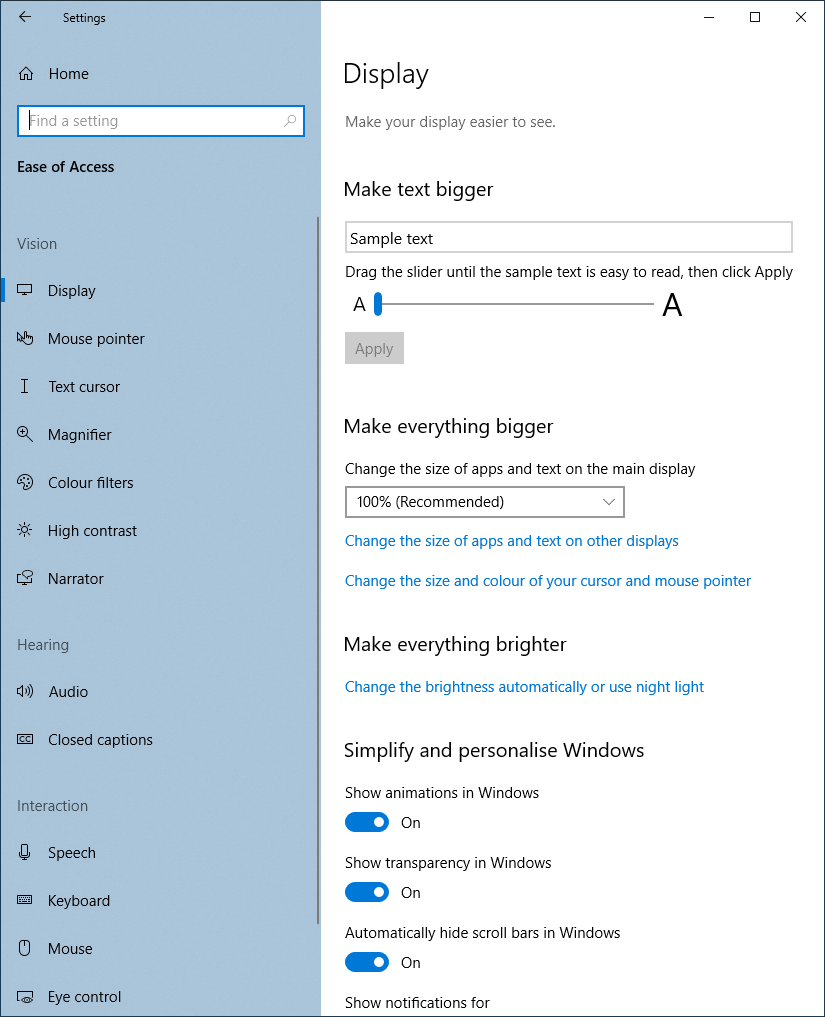 Settings
Home
Find a setting
Ease of Access
Vision
Display
Mouse pointer
Text cursor
Magnifier
Colour filters
High contrast
Narrator
Hearing
Audio
Closed captions
Interaction
Speech
Keyboard
Mouse
Eye control
Display
Make your display easier to see.
Make text bigger
Sample text
Drag the slider until the sample text is easy to read, then click Apply
A A
Apply
Make everything bigger
Change the size of apps and text on the main display
100% (Recommended)
Change the size of apps and text on other displays
Change the size and colour of your cursor and mouse pointer
Make everything brighter
Change the brightness automatically or use night light
Simplify and personalise Windows
Show animations in Windows
On
Show transparency in Windows
On
Automatically hide scroll bars in Windows
On
Show notifications for